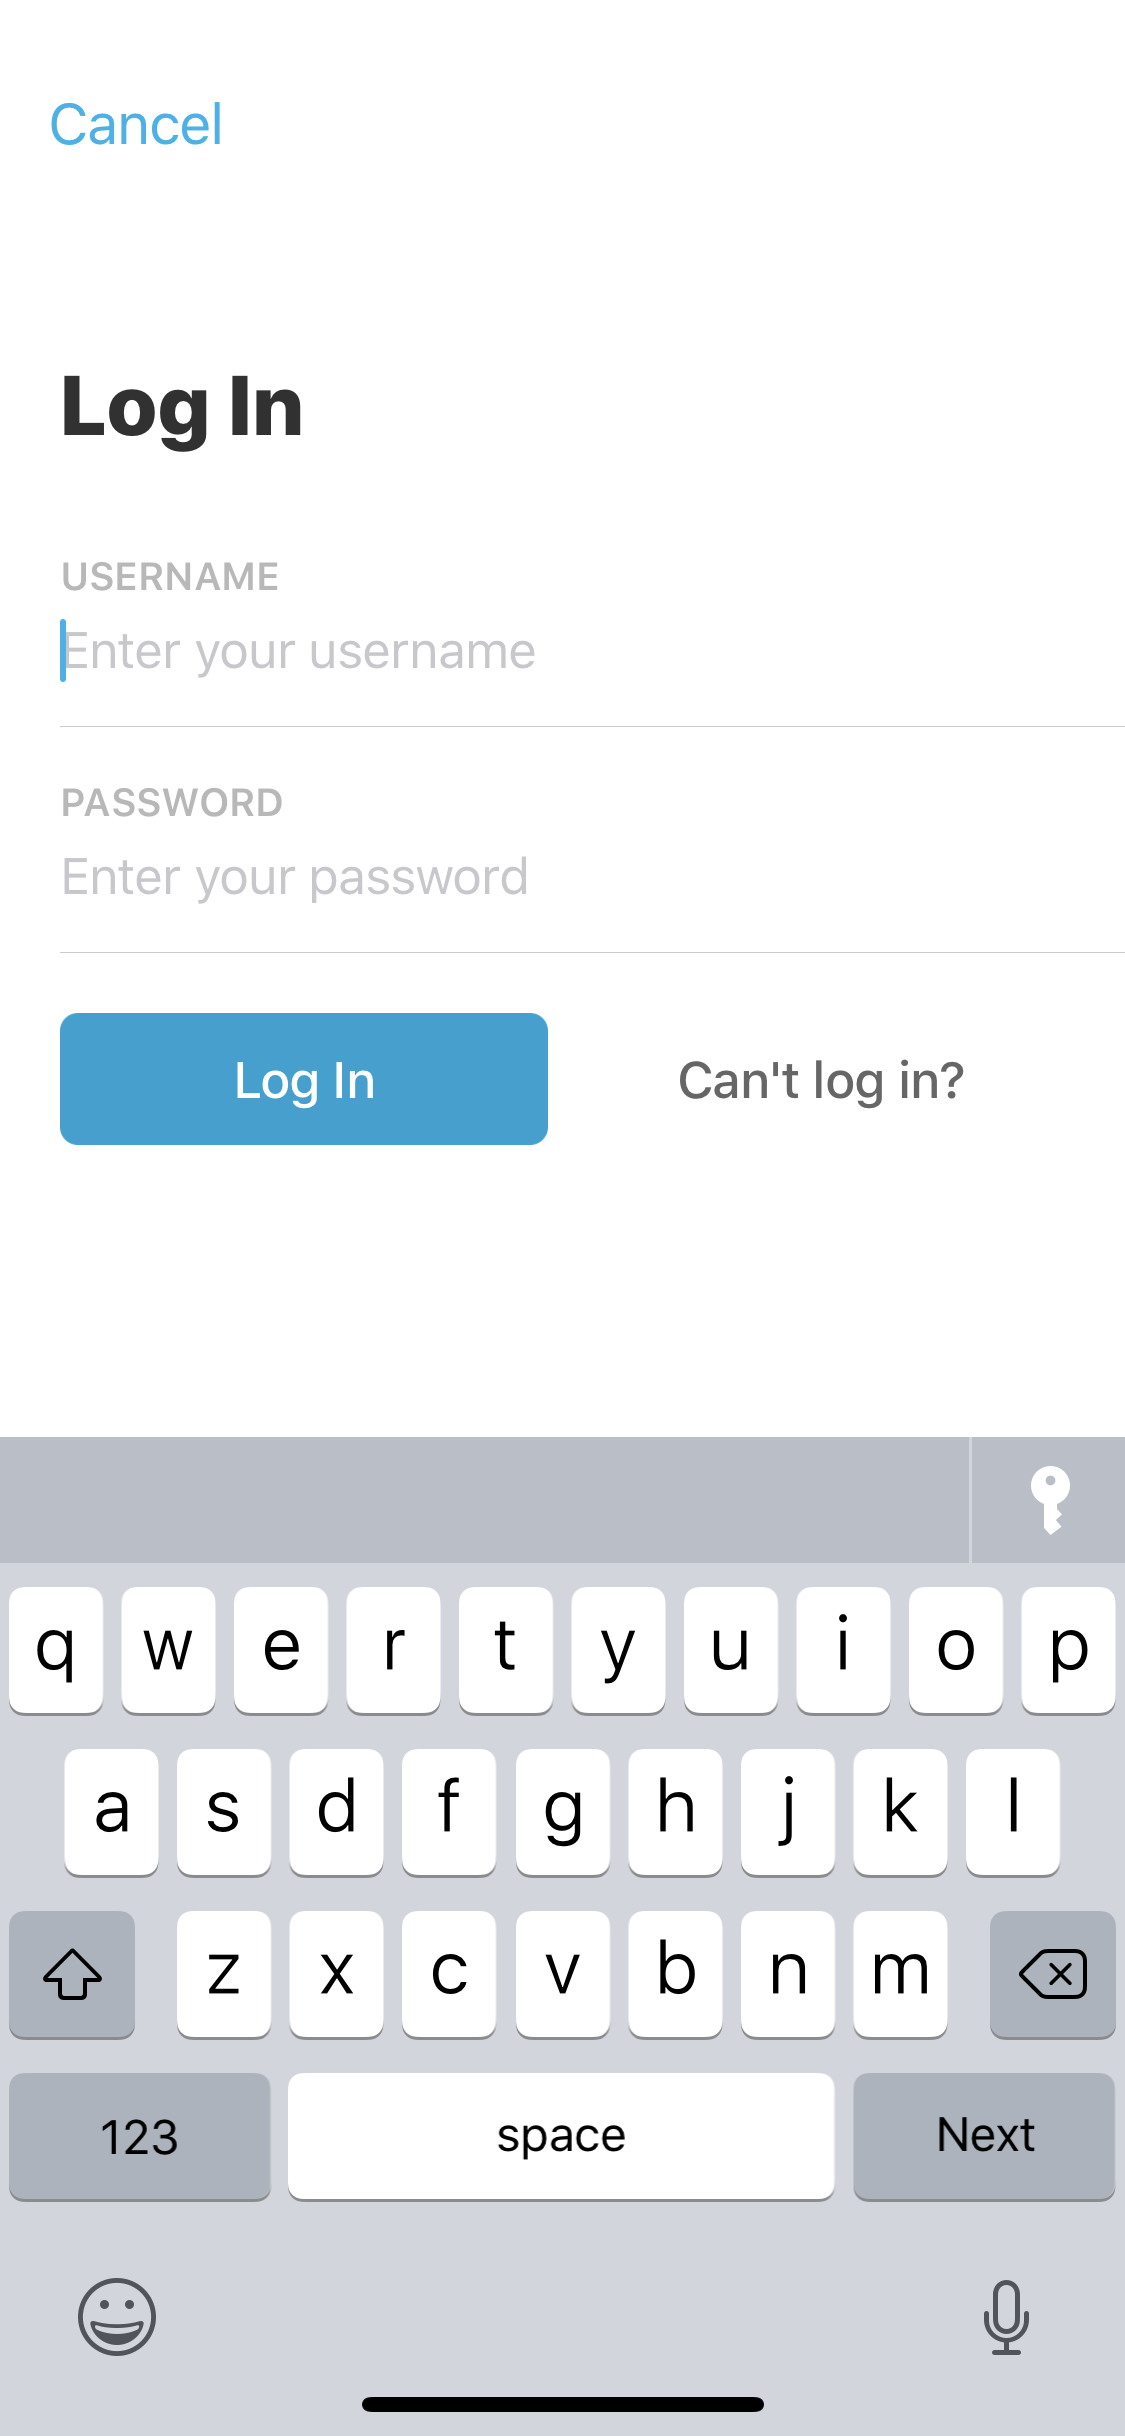 Cancel
Log In
USERNAME
Enter your username
PASSWORD
Enter your password
Log In Can't log in?
q w e r t y u i o p
a s d f g h j k l
z x c v b n m
123 space Next